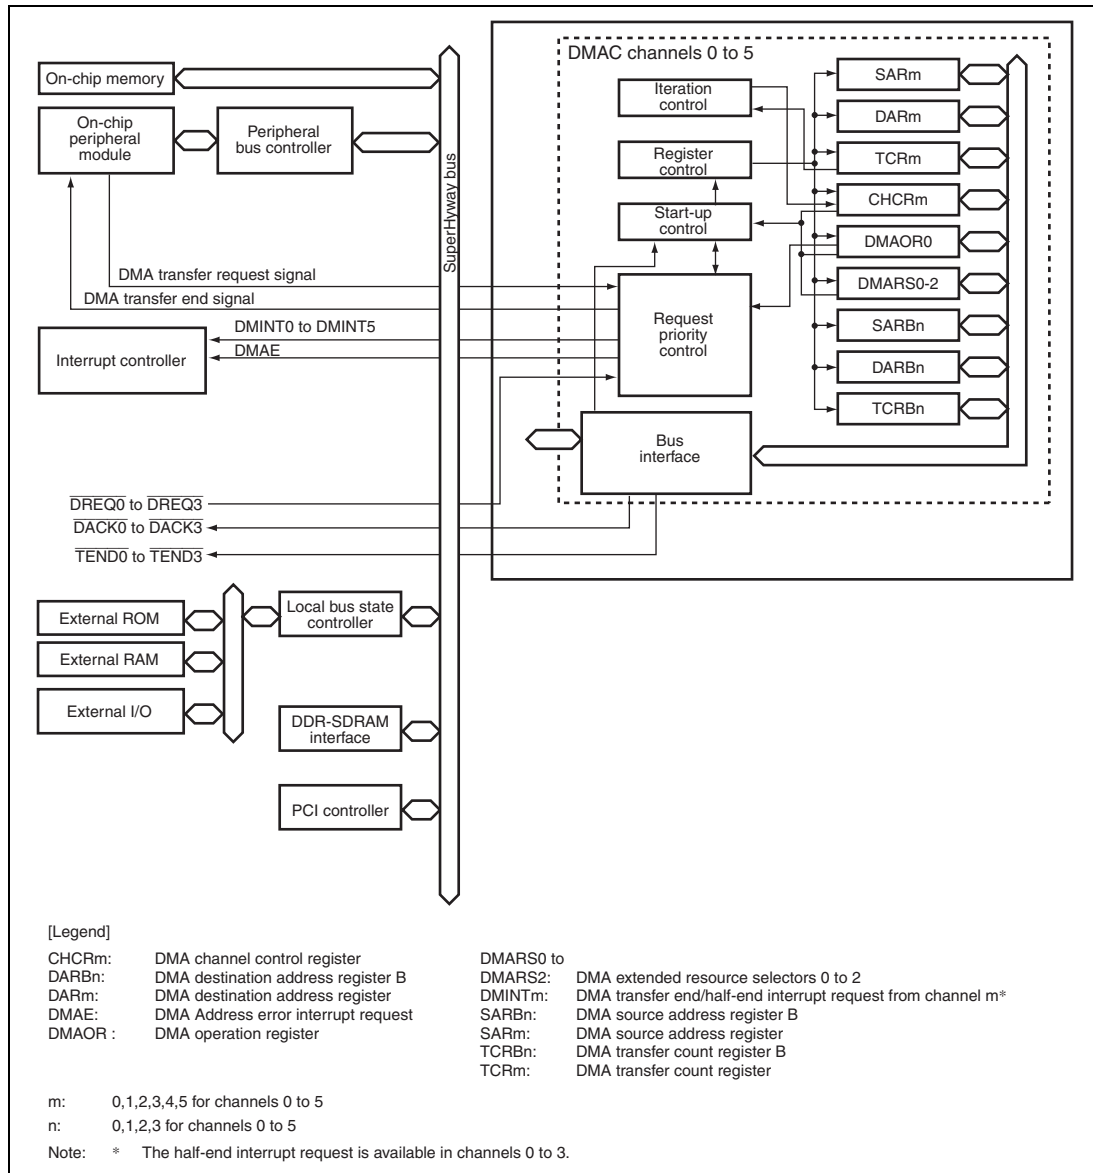 DMAC channels 0 to 5
On-chip memory
On-chip
peripheral
module
Peripheral
bus controller
SuperHyway bus
Iteration
control
Register
control
Start-up
control
Request
priority
control
Bus
interface
SARm
DARm
TCRm
CHCRm
DMAOR0
DMARS0-2
SARBn
DARBn
TCRBn
DMA transfer request signal
DMA transfer end signal
DMINT0 to DMINT5
DMAE
Interrupt controller
DREQ0 to DREQ3
DACK0 to DACK3
TEND0 to TEND3
External ROM
External RAM
External I/O
Local bus state
controller
DDR-SDRAM
interface
PCI controller
[Legend]
CHCRm: DMA channel control register
DARBn: DMA destination address register B
DARm: DMA destination address register
DMAE: DMA Address error interrupt request
DMAOR : DMA operation register
DMARS0 to
DMARS2: DMA extended resource selectors 0 to 2
DMINTm: DMA transfer end/half-end interrupt request from channel m*
SARBn: DMA source address register B
SARm: DMA source address register
TCRBn: DMA transfer count register B
TCRm: DMA transfer count register
m: 0,1,2,3,4,5 for channels 0 to 5
n: 0,1,2,3 for channels 0 to 5
Note: * The half-end interrupt request is available in channels 0 to 3.